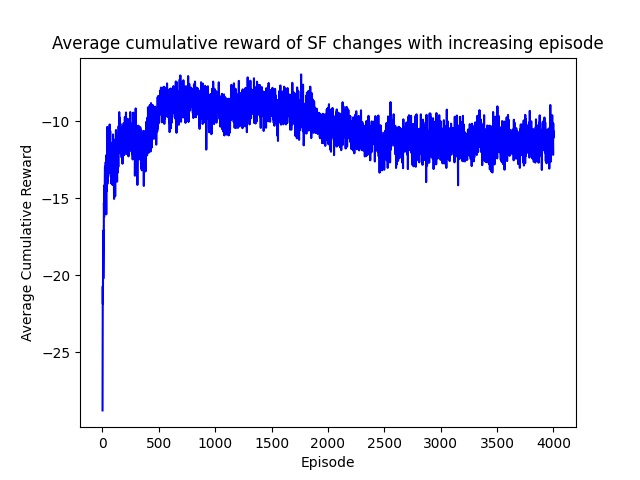 Average cumulative reward of SF changes with increasing episode
−10
−15
−20
−25
Average Cumulative Reward
0 500 1000 1500 2000 2500 3000 3500 4000
Episode